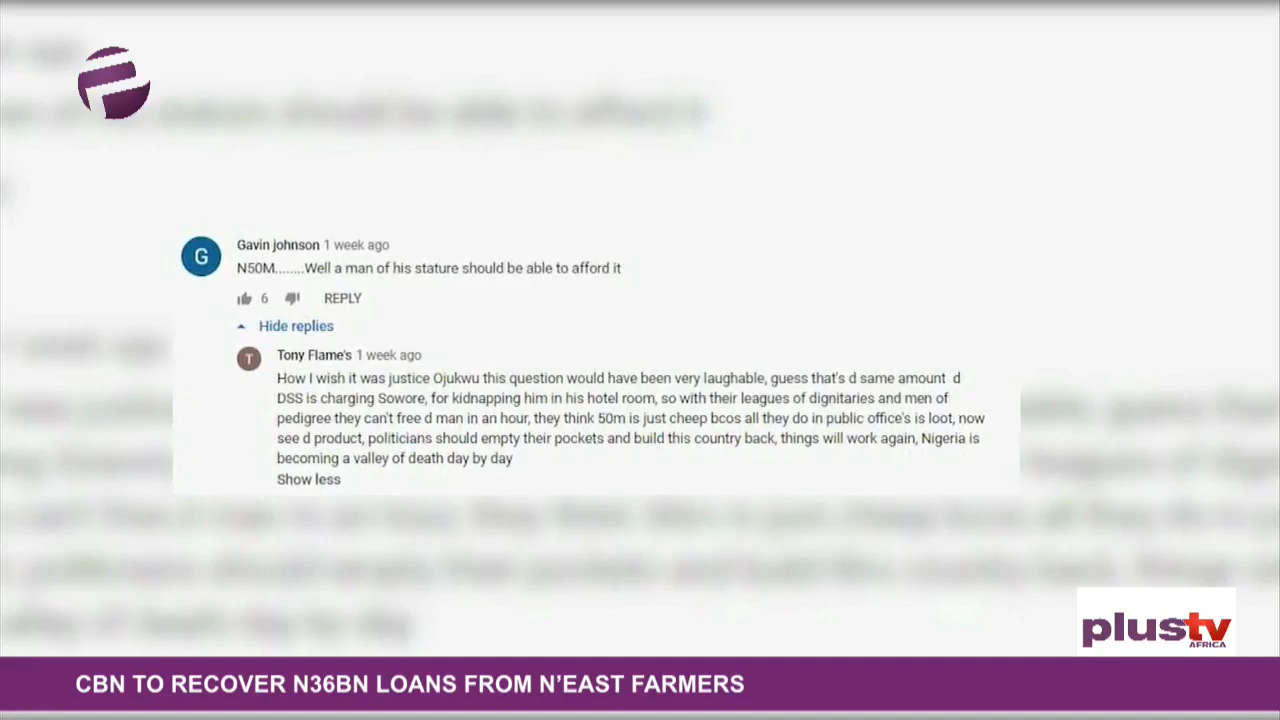 G
Gavin johnson 1 week ago
N50M........Well a man of his stature should be able to afford it
6 REPLY
Hide replies
T
Tony Flame's 1 week ago
How I wish it was justice Ojukwu this question would have been very laughable, guess that's d same amount d
DSS is charging Sowore, for kidnapping him in his hotel room, so with their leagues of dignitaries and men of
pedigree they can't free d man in an hour, they think 50m is just cheep bcos all they do in public office's is loot, now
see d product, politicians should empty their pockets and build this country back, things will work again, Nigeria is
becoming a valley of death day by day
Show less
plustv
AFRICA
CBN TO RECOVER N36BN LOANS FROM N'EAST FARMERS